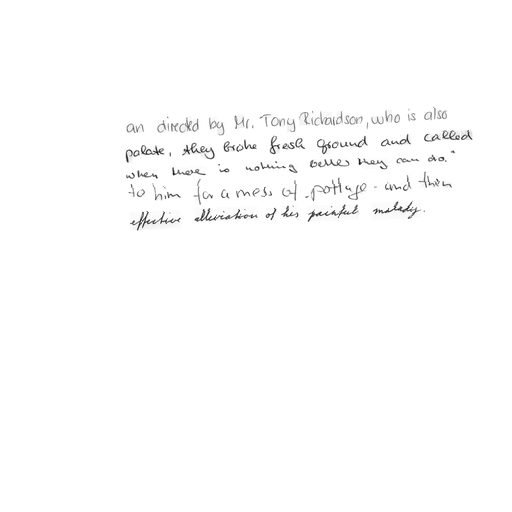 an directed by Mr. Tony Richardson, who is also
palate, they broke fresh ground and called
when there is nothing better they can do."
to him for a mess of pottage - and then
effective alleviation of his painful malady.